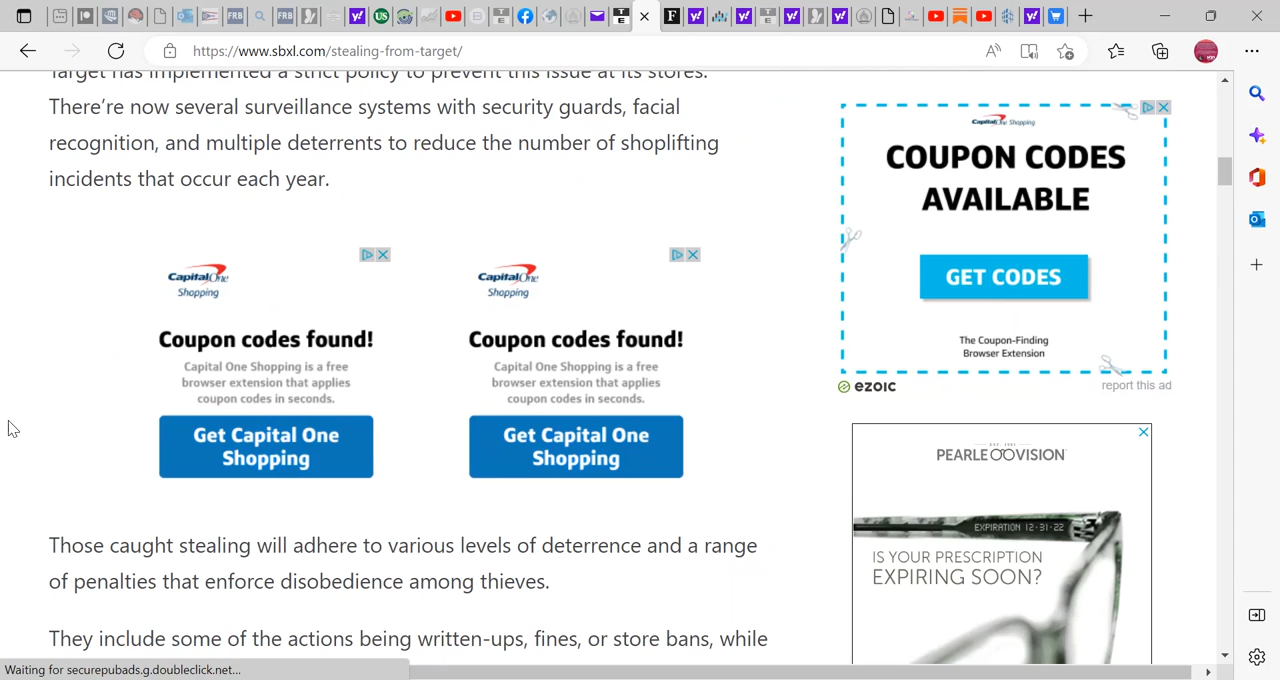 https://www.sbxl.com/stealing-from-target/
Target has implemented a strict policy to prevent this issue at its stores.
There're now several surveillance systems with security guards, facial
recognition, and multiple deterrents to reduce the number of shoplifting
incidents that occur each year.
Capital One
Shopping
Coupon codes found!
Capital One Shopping is a free
browser extension that applies
coupon codes in seconds.
Get Capital One
Shopping
Capital One
Shopping
Coupon codes found!
Capital One Shopping is a free
browser extension that applies
coupon codes in seconds.
Get Capital One
Shopping
Those caught stealing will adhere to various levels of deterrence and a range
of penalties that enforce disobedience among thieves.
They include some of the actions being written-ups, fines, or store bans, while
Capital One Shopping
COUPON CODES
AVAILABLE
GET CODES
The Coupon-Finding
Browser Extension
ezoic
report this ad
PEARLE VISION
EXPIRATION 12·31·22
IS YOUR PRESCRIPTION
EXPIRING SOON?
Waiting for securepubads.g.doubleclick.net...